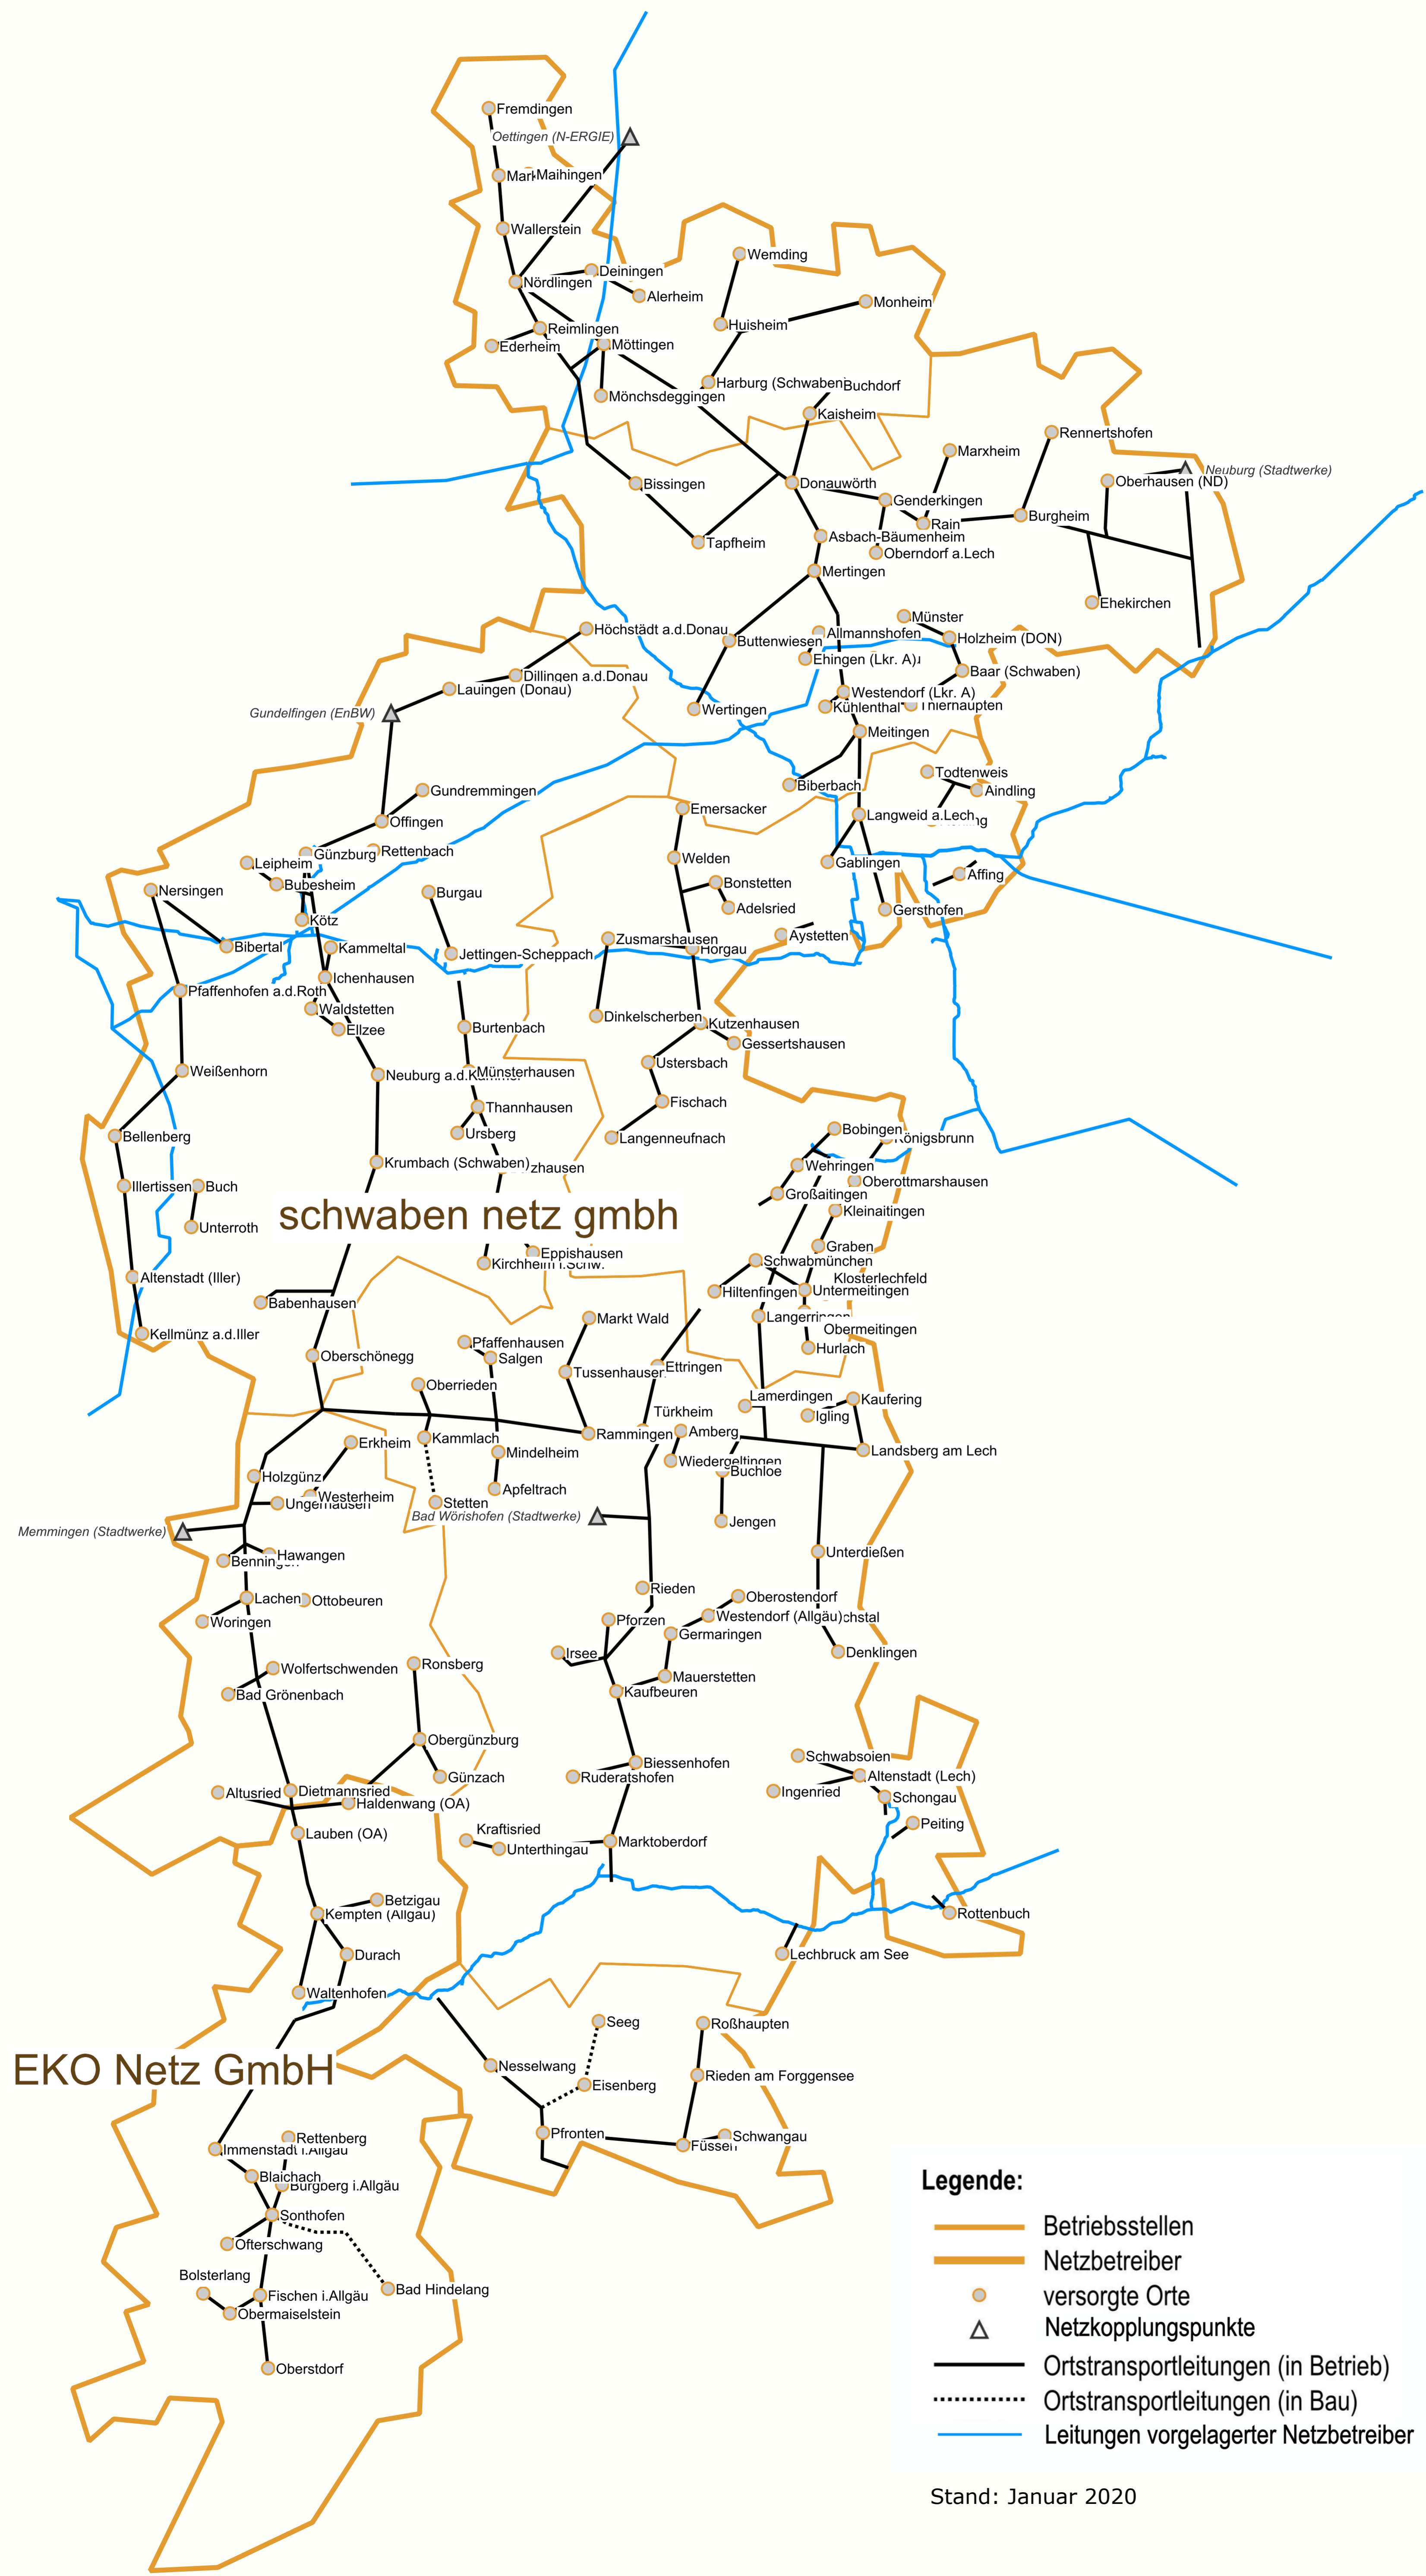 Fremdingen
Oettingen (N-ERGIE)
Maihingen
Wallerstein
Wemding
Deiningen
Nördlingen
Alerheim
Monheim
Huisheim
Reimlingen
Ederheim
Möttingen
Harburg (Schwaben)
Buchdorf
Mönchsdeggingen
Kaisheim
Rennertshofen
Marxheim
Neuburg (Stadtwerke)
Oberhausen (ND)
Bissingen
Donauwörth
Genderkingen
Burgheim
Rain
Asbach-Bäumenheim
Tapfheim
Oberndorf a.Lech
Mertingen
Ehekirchen
Münster
Höchstädt a.d.Donau
Allmannshofen
Holzheim (DON)
Buttenwiesen
Ehingen (Lkr. A)
Baar (Schwaben)
Dillingen a.d.Donau
Lauingen (Donau)
Westendorf (Lkr. A)
Kühlenthal
Thierhaupten
Gundelfingen (EnBW)
Wertingen
Meitingen
Todtenweis
Biberbach
Aindling
Gundremmingen
Emersacker
Langweid a.Lech
Offingen
Günzburg
Rettenbach
Leipheim
Welden
Gablingen
Affing
Bubesheim
Bonstetten
Nersingen
Burgau
Adelsried
Gersthofen
Kötz
Aystetten
Zusmarshausen
Bibertal
Kammeltal
Horgau
Jettingen-Scheppach
Ichenhausen
Pfaffenhofen a.d.Roth
Waldstetten
Dinkelscherben
Kutzenhausen
Ellzee
Burtenbach
Gessertshausen
Ustersbach
Weißenhorn
Neuburg a.d.Kammel
Münsterhausen
Fischach
Thannhausen
Bellenberg
Ursberg
Langenneufnach
Bobingen
Königsbrunn
Krumbach (Schwaben)
zhausen
Wehringen
Illertissen
Buch
Oberottmarshausen
Großaitingen
Kleinaitingen
schwaben netz gmbh
Unterroth
Graben
Eppishausen
Kirchheim i.Schw.
Schwabmünchen
Altenstadt (Iller)
Klosterlechfeld
Hiltenfingen
Untermeitingen
Babenhausen
Langerringen
Markt Wald
Obermeitingen
Kellmünz a.d.Iller
Pfaffenhausen
Hurlach
Oberschönegg
Salgen
Tussenhausen
Ettringen
Oberrieden
Lamerdingen
Kaufering
Türkheim
Igling
Rammingen
Amberg
Erkheim
Kammlach
Mindelheim
Landsberg am Lech
Wiedergeltingen
Buchloe
Holzgünz
Apfeltrach
Westerheim
Ungerhausen
Stetten
Bad Wörishofen (Stadtwerke)
Jengen
Memmingen (Stadtwerke)
Hawangen
Benningen
Unterdießen
Rieden
Lachen
Ottobeuren
Oberostendorf
Woringen
Pforzen
Westendorf (Allgäu)
chstal
Germaringen
Irsee
Denklingen
Wolfertschwenden
Ronsberg
Mauerstetten
Bad Grönenbach
Kaufbeuren
Obergünzburg
Schwabsoien
Biessenhofen
Günzach
Ruderatshofen
Altenstadt (Lech)
Altusried
Dietmannsried
Ingenried
Haldenwang (OA)
Schongau
Peiting
Lauben (OA)
Kraftisried
Unterthingau
Marktoberdorf
Betzigau
Kempten (Allgäu)
Rottenbuch
Durach
Lechbruck am See
Waltenhofen
Seeg
Roßhaupten
EKO Netz GmbH
Nesselwang
Rieden am Forggensee
Eisenberg
Pfronten
Schwangau
Füssen
Rettenberg
Immenstadt i.Allgäu
Blaichach
Burgberg i.Allgäu
Sonthofen
Ofterschwang
Bolsterlang
Bad Hindelang
Fischen i.Allgäu
Obermaiselstein
Oberstdorf
Legende:
Betriebsstellen
Netzbetreiber
versorgte Orte
Netzkopplungspunkte
Ortstransportleitungen (in Betrieb)
Ortstransportleitungen (in Bau)
Leitungen vorgelagerter Netzbetreiber
Stand: Januar 2020